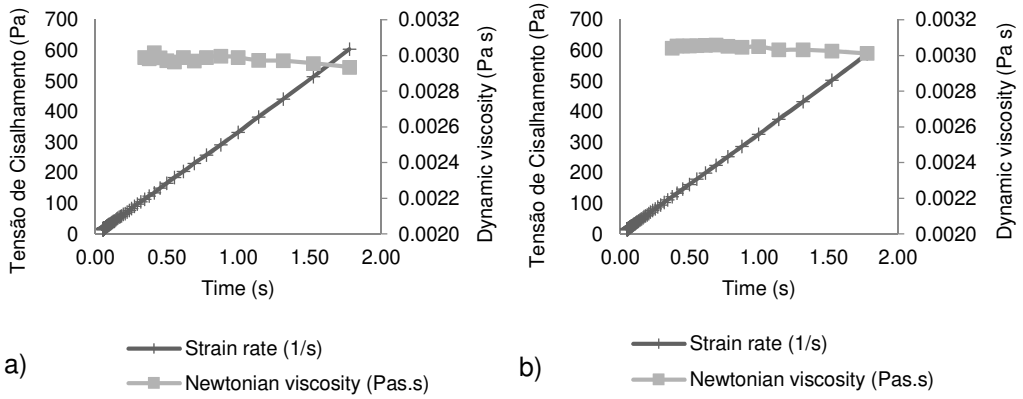 Tensão de Cisalhamento (Pa)
700
600
500
400
300
200
100
0
0.00 0.50 1.00 1.50 2.00
Time (s)
0.0032
0.0030
0.0028
0.0026
0.0024
0.0022
0.0020
Dynamic viscosity (Pa s)
Strain rate (1/s)
Newtonian viscosity (Pas.s)
a)
Tensão de Cisalhamento (Pa)
700
600
500
400
300
200
100
0
0.00 0.50 1.00 1.50 2.00
Time (s)
0.0032
0.0030
0.0028
0.0026
0.0024
0.0022
0.0020
Dynamic viscosity (Pa s)
Strain rate (1/s)
Newtonian viscosity (Pas.s)
b)